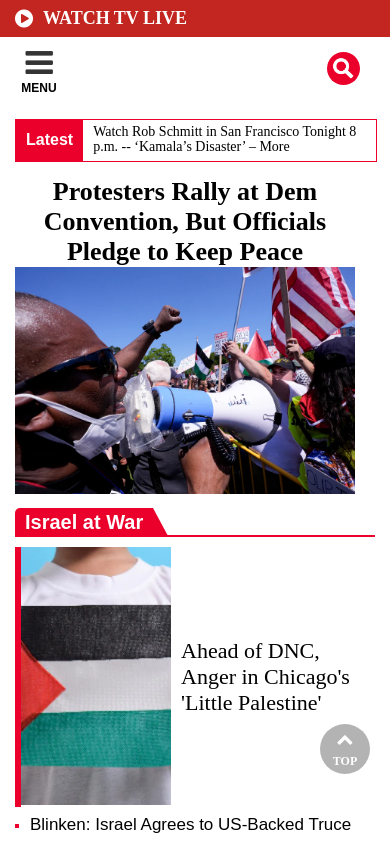 WATCH TV LIVE
MENU
Latest
Watch Rob Schmitt in San Francisco Tonight 8
p.m. -- ‘Kamala’s Disaster’ – More
Protesters Rally at Dem
Convention, But Officials
Pledge to Keep Peace
Israel at War
Ahead of DNC,
Anger in Chicago's
'Little Palestine'
TOP
Blinken: Israel Agrees to US-Backed Truce